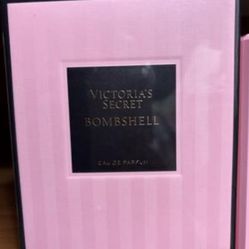 VICTORIA'S
SECRET
BOMBSHELL
EAU DE PARFUM